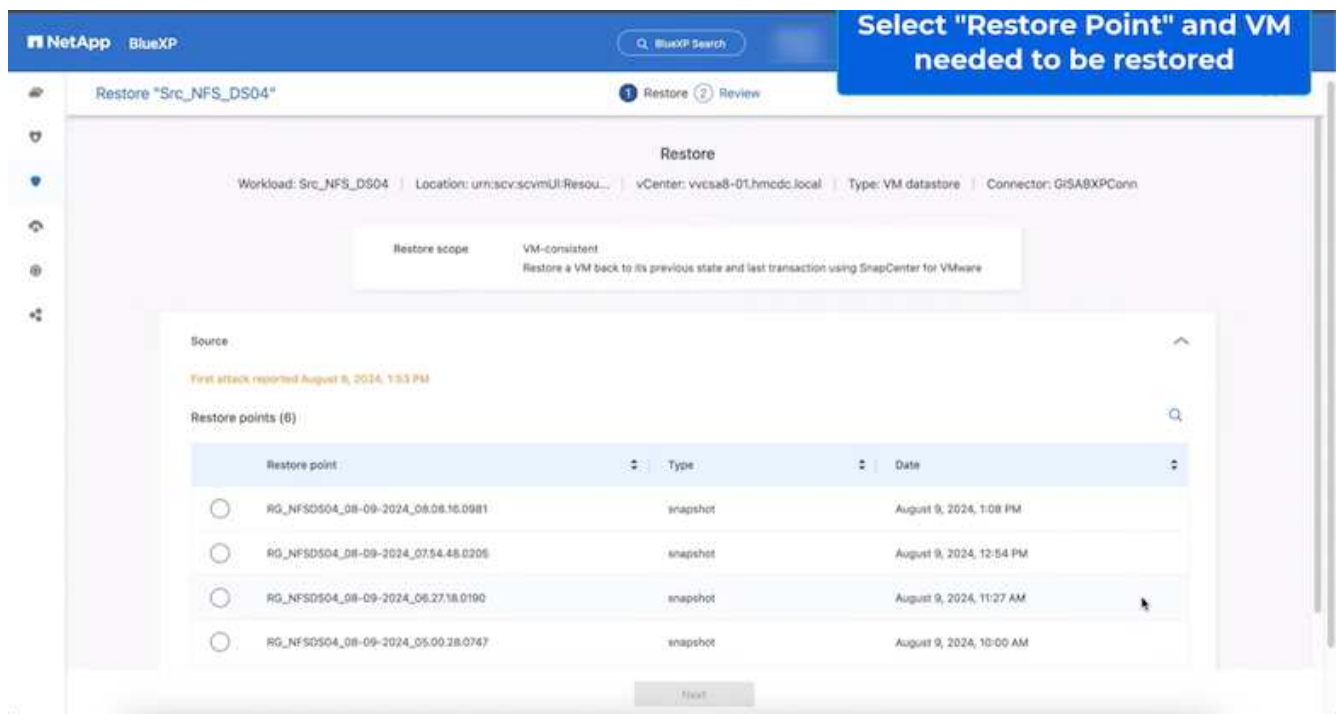 NetApp BlueXP
BlueXP Search
Select "Restore Point" and VM
needed to be restored
Restore "Src_NFS_DS04"
1 Restore 2 Review
Restore
Workload: Src_NFS_DS04 | Location: urn:scv:scvmUI:Resou... | vCenter: vvcsa8-01.hmcdc.local | Type: VM datastore | Connector: GISABXPConn
Restore scope VM-consistent
Restore a VM back to its previous state and last transaction using SnapCenter for VMware
Source
First attack reported August 9, 2024, 1:53 PM
Restore points (6)
Restore point Type Date
RG_NFSDS04_08-09-2024_08.08.16.0981 snapshot August 9, 2024, 1:08 PM
RG_NFSDS04_08-09-2024_07.54.48.0205 snapshot August 9, 2024, 12:54 PM
RG_NFSDS04_08-09-2024_06.27.18.0190 snapshot August 9, 2024, 11:27 AM
RG_NFSDS04_08-09-2024_05.00.28.0747 snapshot August 9, 2024, 10:00 AM
Next